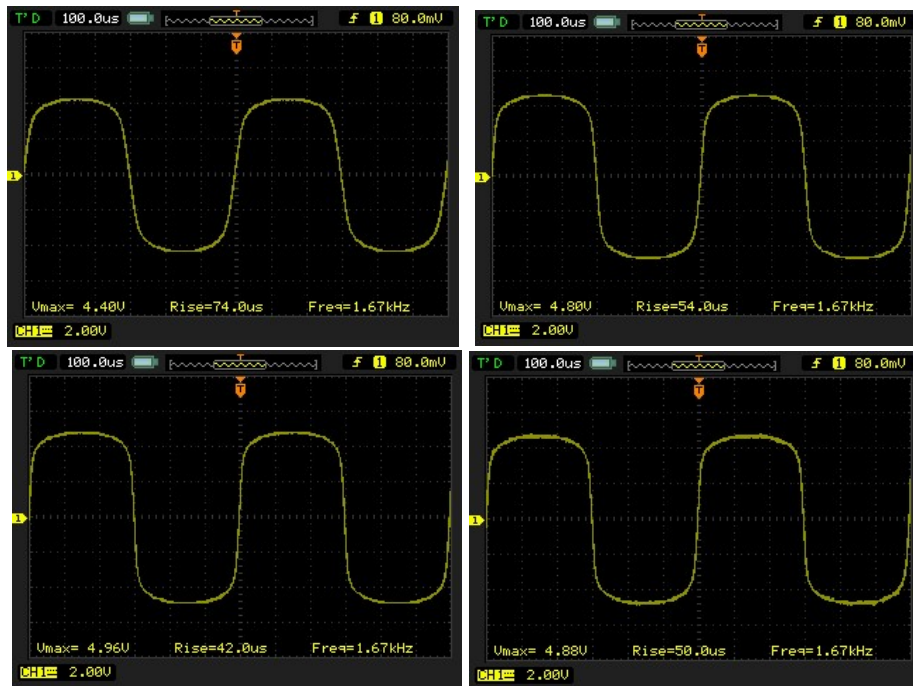 T'D 100.0us T 1 80.0mV
T
1
Vmax= 4.40V Rise=74.0us Freq=1.67kHz
CH1 2.00V
T'D 100.0us T 1 80.0mV
T
1
Vmax= 4.80V Rise=54.0us Freq=1.67kHz
CH1 2.00V
T'D 100.0us T 1 80.0mV
T
1
Vmax= 4.96V Rise=42.0us Freq=1.67kHz
CH1 2.00V
T'D 100.0us T 1 80.0mV
T
1
Vmax= 4.88V Rise=50.0us Freq=1.67kHz
CH1 2.00V